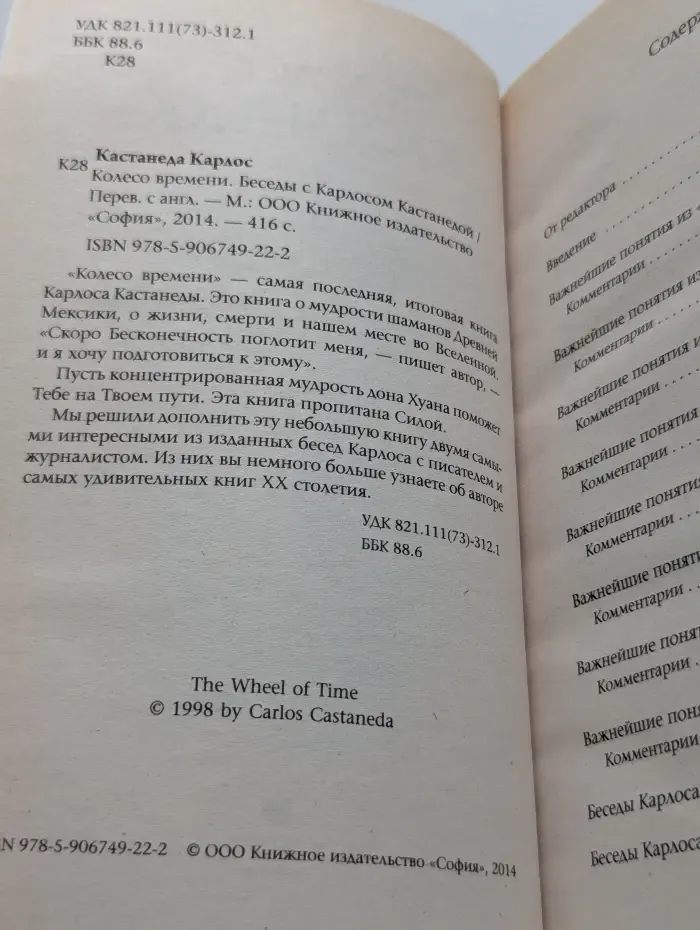 УДК 821.111(73)-312.1
ББК 88.6
К28
Кастанеда Карлос
К28 Колесо времени. Беседы с Карлосом Кастанедой /
Перев. с англ. — М.: ООО Книжное издательство
«София», 2014. — 416 с.
ISBN 978-5-906749-22-2
«Колесо времени» — самая последняя, итоговая книга
Карлоса Кастанеды. Это книга о мудрости шаманов Древней
Мексики, о жизни, смерти и нашем месте во Вселенной.
«Скоро Бесконечность поглотит меня, — пишет автор, —
и я хочу подготовиться к этому».
Пусть концентрированная мудрость дона Хуана поможет
Тебе на Твоем пути. Эта книга пропитана Силой.
Мы решили дополнить эту небольшую книгу двумя самы-
ми интересными из изданных бесед Карлоса с писателем и
журналистом. Из них вы немного больше узнаете об авторе
самых удивительных книг XX столетия.
УДК 821.111(73)-312.1
ББК 88.6
The Wheel of Time
© 1998 by Carlos Castaneda
N 978-5-906749-22-2 © ООО Книжное издательство «София», 2014
От редактора . . . . .
Введение . . . . .
Важнейшие понятия из «
Комментарии . . . . .
Важнейшие понятия из
Комментарии . . . . .
Важнейшие понятия и
Комментарии . . . .
Важнейшие понятия
Комментарии . . . .
Важнейшие понятия
Комментарии . . .
Важнейшие поняти
Комментарии . .
Важнейшие понят
Комментарии .
Важнейшие поня
Комментарии
Беседы Карлоса
Беседы Карлоса